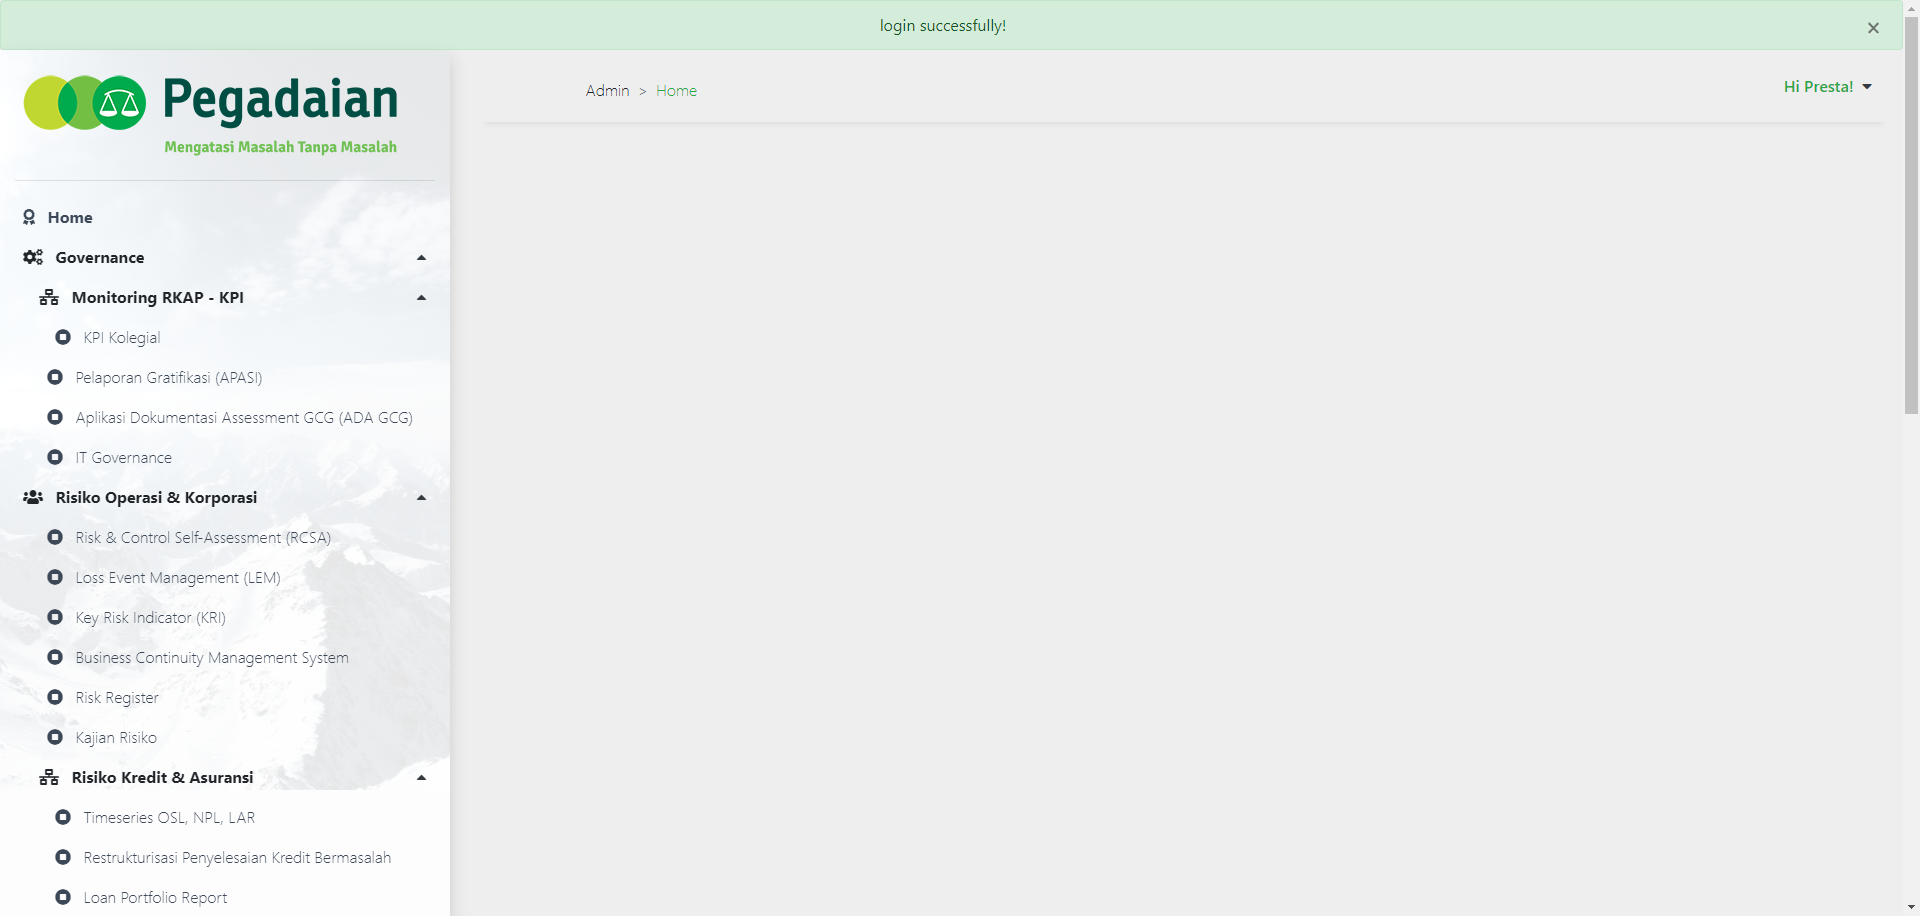 login successfully!
×
Pegadaian
Mengatasi Masalah Tanpa Masalah
Admin > Home
Hi Presta!
Home
Governance
Monitoring RKAP - KPI
KPI Kolegial
Pelaporan Gratifikasi (APASI)
Aplikasi Dokumentasi Assessment GCG (ADA GCG)
IT Governance
Risiko Operasi & Korporasi
Risk & Control Self-Assessment (RCSA)
Loss Event Management (LEM)
Key Risk Indicator (KRI)
Business Continuity Management System
Risk Register
Kajian Risiko
Risiko Kredit & Asuransi
Timeseries OSL, NPL, LAR
Restrukturisasi Penyelesaian Kredit Bermasalah
Loan Portfolio Report